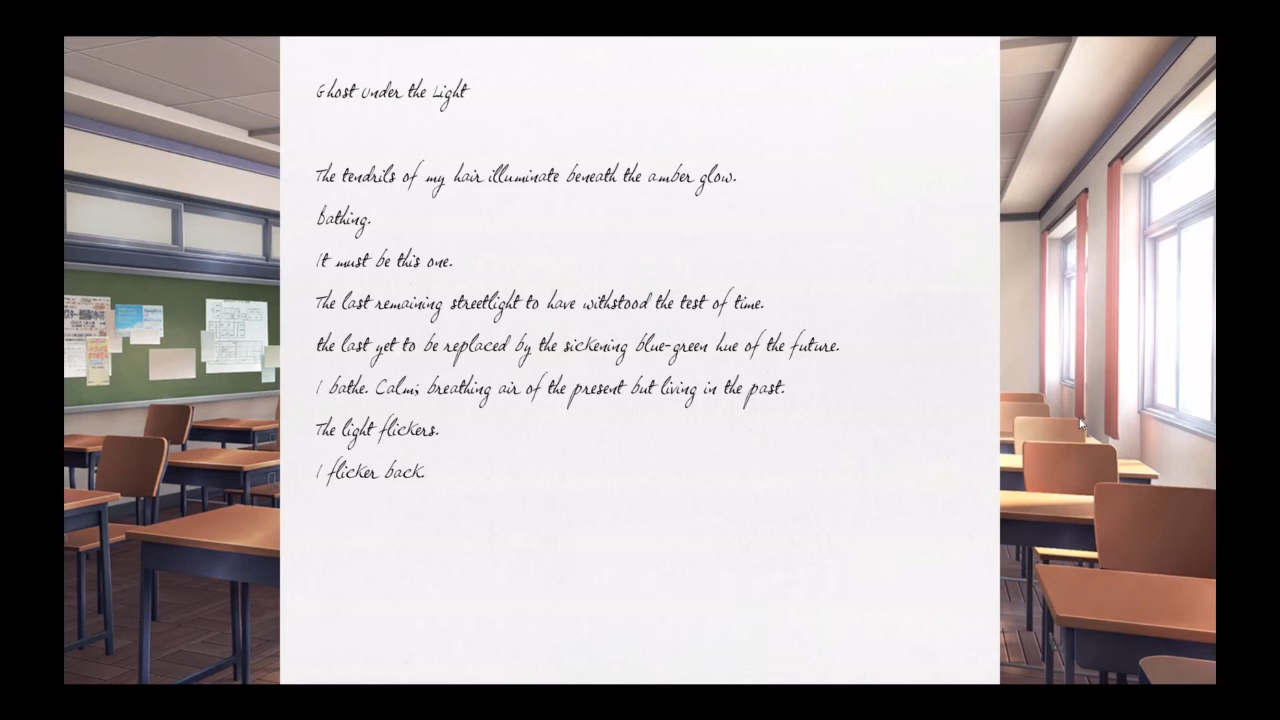 Ghost Under the Light
The tendrils of my hair illuminate beneath the amber glow.
Bathing.
It must be this one.
The last remaining streetlight to have withstood the test of time.
the last yet to be replaced by the sickening blue-green hue of the future.
I bathe. Calm; breathing air of the present but living in the past.
The light flickers.
I flicker back.